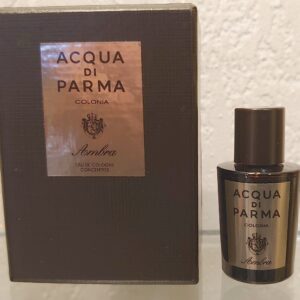 ACQUA
DI
PARMA
COLONIA
Ambra
EAU DE COLOGNE
CONCENTRÉE
ACQUA
DI
PARMA
COLONIA
Ambra